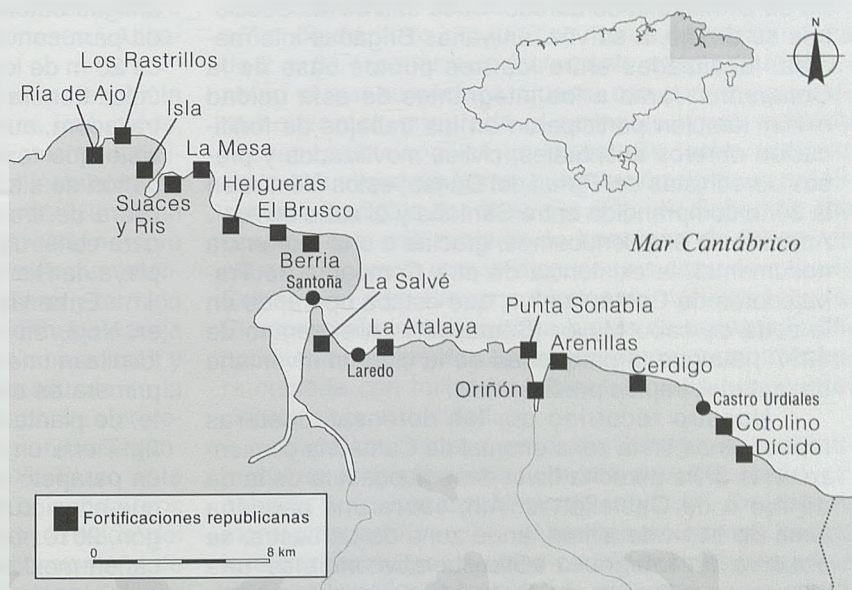 N
Los Rastrillos
Ría de Ajo
Isla
La Mesa
Suaces
y Ris
Helgueras
El Brusco
Berria
Santoña
La Salvé
Mar Cantábrico
Punta Sonabia
La Atalaya
Arenillas
Laredo
Cerdigo
Oriñón
Castro Urdiales
Cotolino
Dícido
Fortificaciones republicanas
0
8 km